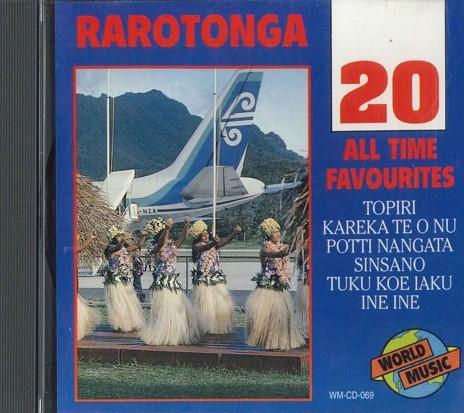 RAROTONGA
20
ALL TIME
FAVOURITES
TOPIRI
KAREKA TE O NU
POTTI NANGATA
SINSANO
TUKU KOE IAKU
INE INE
-NZA
WORLD
MUSIC
WM-CD-069